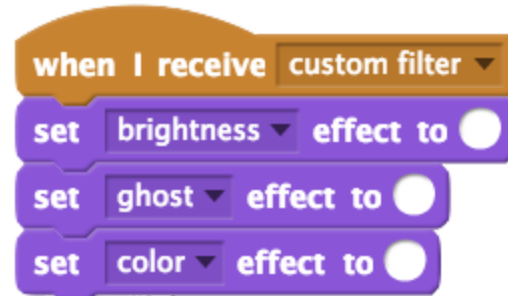 when I receive custom filter
set brightness effect to
set ghost effect to
set color effect to